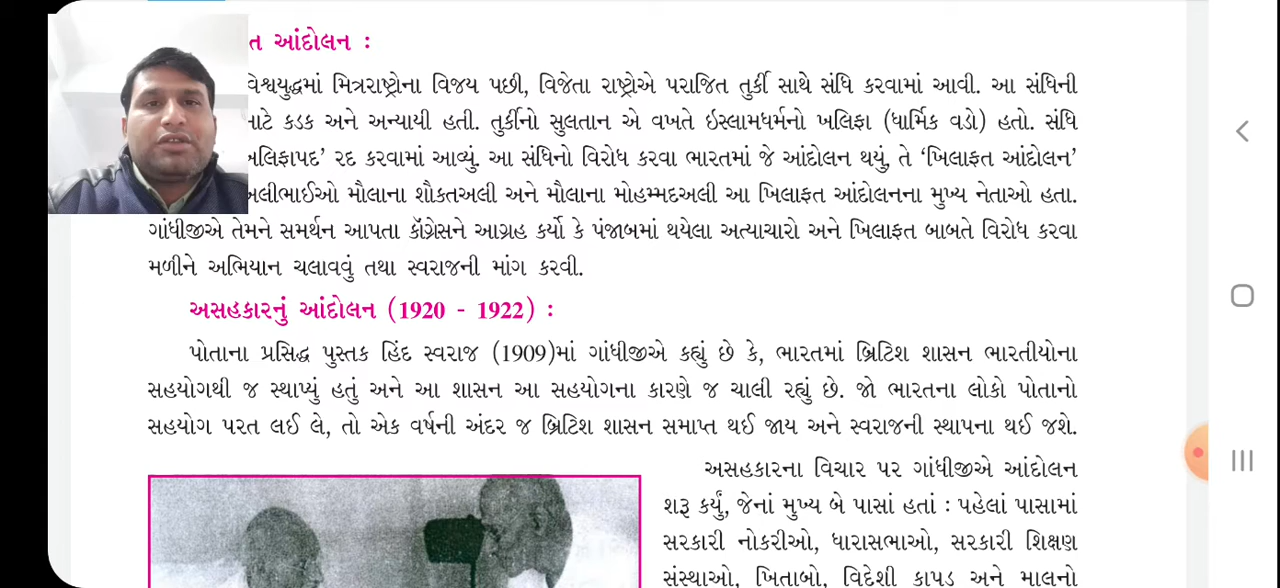 ત આંદોલન :
વિશ્વયુદ્ધમાં મિત્રરાષ્ટ્રોના વિજય પછી, વિજેતા રાષ્ટ્રોએ પરાજિત તુર્કી સાથે સંધિ કરવામાં આવી. આ સંધિની
માટે કડક અને અન્યાયી હતી. તુર્કીનો સુલતાન એ વખતે ઇસ્લામધર્મનો ખલિફા (ધાર્મિક વડો) હતો. સંધિ
ખલિફાપદ’ રદ કરવામાં આવ્યું. આ સંધિનો વિરોધ કરવા ભારતમાં જે આંદોલન થયું, તે ‘ખિલાફત આંદોલન’
અલીભાઈઓ મૌલાના શૌકતઅલી અને મૌલાના મોહમ્મદઅલી આ ખિલાફત આંદોલનના મુખ્ય નેતાઓ હતા.
ગાંધીજીએ તેમને સમર્થન આપતા કૉંગ્રેસને આગ્રહ કર્યો કે પંજાબમાં થયેલા અત્યાચારો અને ખિલાફત બાબતે વિરોધ કરવા
મળીને અભિયાન ચલાવવું તથા સ્વરાજની માંગ કરવી.
અસહકારનું આંદોલન (1920 - 1922) :
પોતાના પ્રસિદ્ધ પુસ્તક હિંદ સ્વરાજ (1909)માં ગાંધીજીએ કહ્યું છે કે, ભારતમાં બ્રિટિશ શાસન ભારતીયોના
સહયોગથી જ સ્થાપ્યું હતું અને આ શાસન આ સહયોગના કારણે જ ચાલી રહ્યું છે. જો ભારતના લોકો પોતાનો
સહયોગ પરત લઈ લે, તો એક વર્ષની અંદર જ બ્રિટિશ શાસન સમાપ્ત થઈ જાય અને સ્વરાજની સ્થાપના થઈ જશે.
અસહકારના વિચાર પર ગાંધીજીએ આંદોલન
શરૂ કર્યું, જેનાં મુખ્ય બે પાસાં હતાં : પહેલાં પાસામાં
સરકારી નોકરીઓ, ધારાસભાઓ, સરકારી શિક્ષણ
સંસ્થાઓ, ખિતાબો, વિદેશી કાપડ અને માલનો